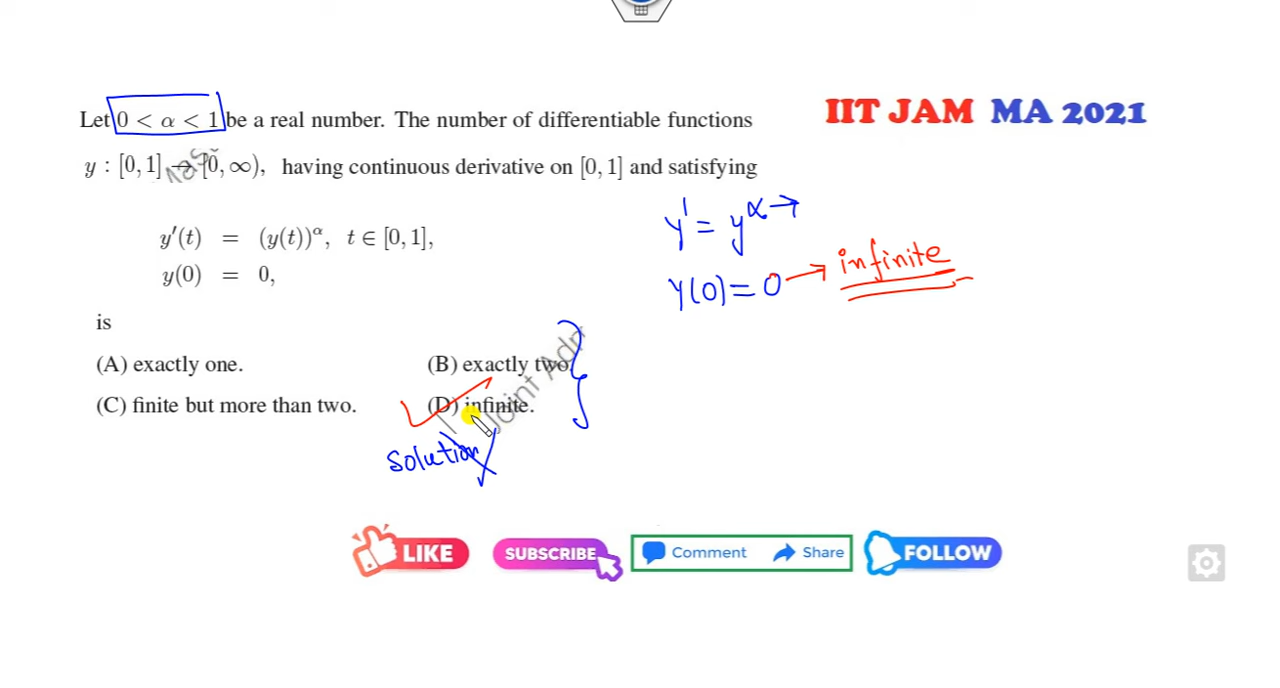 Let 0 < α < 1 be a real number. The number of differentiable functions
IIT JAM MA 2021
y : [0, 1] → [0, ∞), having continuous derivative on [0, 1] and satisfying
y′(t) = (y(t))^α, t ∈ [0, 1],
y(0) = 0,
y' = y^α →
y(0) = 0 → infinite
is
(A) exactly one.
(B) exactly two.
(C) finite but more than two.
(D) infinite.
Solution
Joint Adm
LIKE
SUBSCRIBE
Comment
Share
FOLLOW